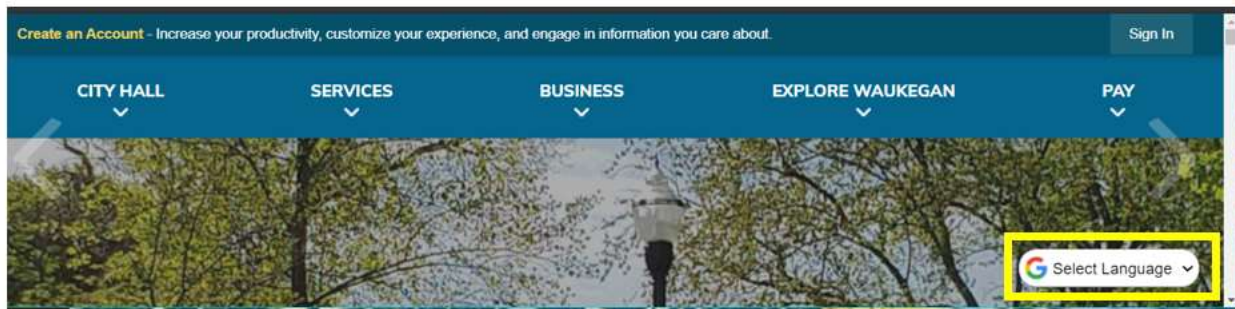 Create an Account - Increase your productivity, customize your experience, and engage in information you care about.
Sign In
CITY HALL
SERVICES
BUSINESS
EXPLORE WAUKEGAN
PAY
G Select Language